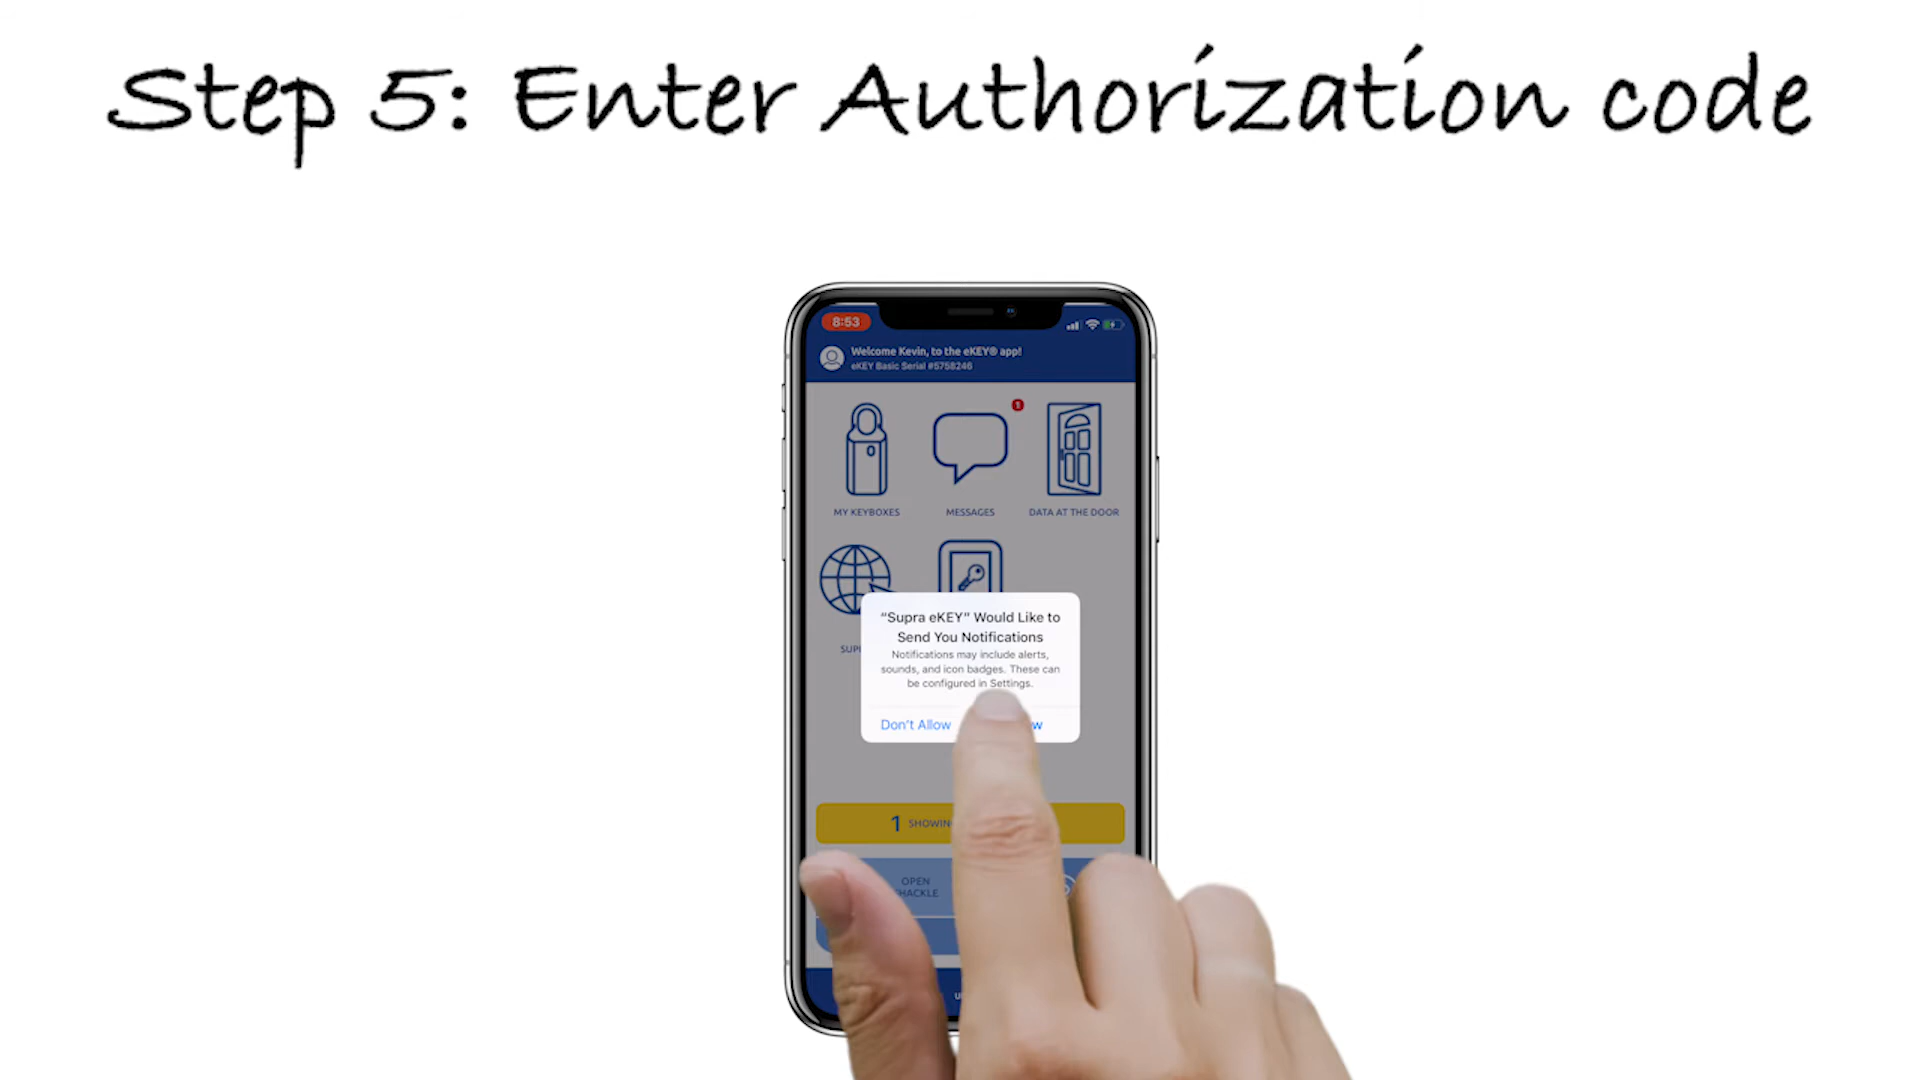 Step 5: Enter Authorization code
8:53
Welcome Kevin, to the eKEY® app!
eKEY Basic Serial #5758246
1
MY KEYBOXES
MESSAGES
DATA AT THE DOOR
“Supra eKEY” Would Like to
Send You Notifications
Notifications may include alerts,
sounds, and icon badges. These can
be configured in Settings.
Don't Allow
1
OPEN